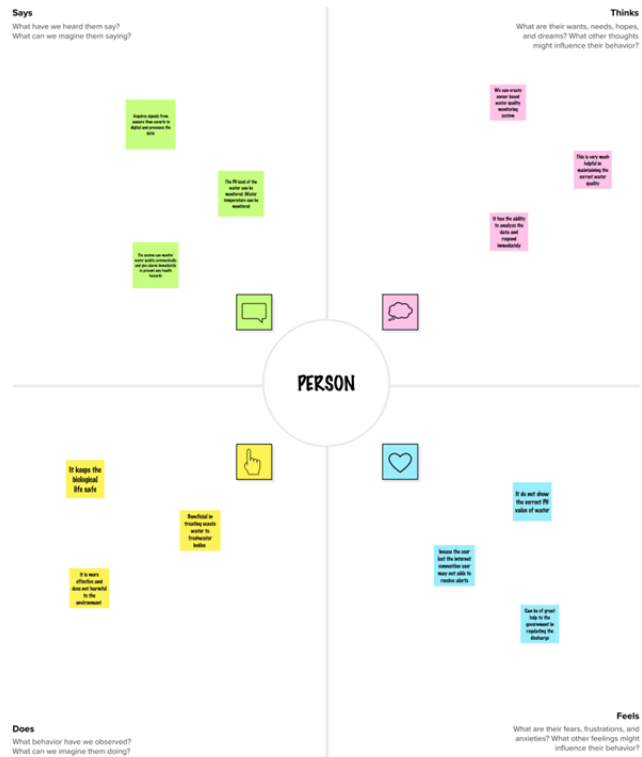 Says
What have we heard them say?
What can we magine them saying?
Thinks
What are their wants, needs, hopes,
and dreams? What other thoughts
might influence their behavior?
Acquire signals from
sensors then coverts to
digital and processes the
data
The PH level of the
water can be
monitored .Water
temperature can be
monitored
The system can monitor
water quality automatically
and give alarm immediately
to prevent any health
hazards
We can create
sensor based
water quality
monitoring
system
This is very much
helpful in
maintaining the
correct water
quality
It has the ability
to analyze the
data and
respond
immediately
PERSON
It keeps the
biological
life safe
Beneficial in
treating waste
water to
freshwater
bodies
It is more
effective and
does not harmful
to the
environment
It do not show
the correct PH
value of water
Incase the user
lost the internet
connection user
may not able to
receive alerts
Can be of great
help to the
government in
regulating the
discharge
Does
What behavior have we observed?
What can we imagine them doing?
Feels
What are their fears, frustrations, and
anxieties? What other feelings might
influence their behavior?